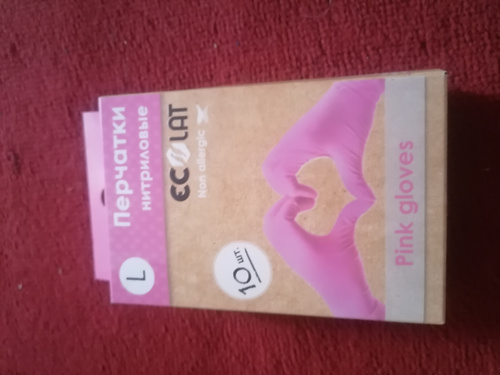 Перчатки
нитриловые
L
ECOLAT
Non allergic
10 шт.
Pink gloves